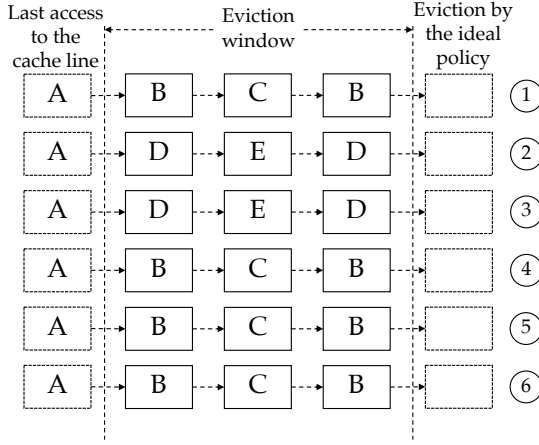 Last access
to the
cache line
Eviction
window
Eviction by
the ideal
policy
A B C B 1
A D E D 2
A D E D 3
A B C B 4
A B C B 5
A B C B 6